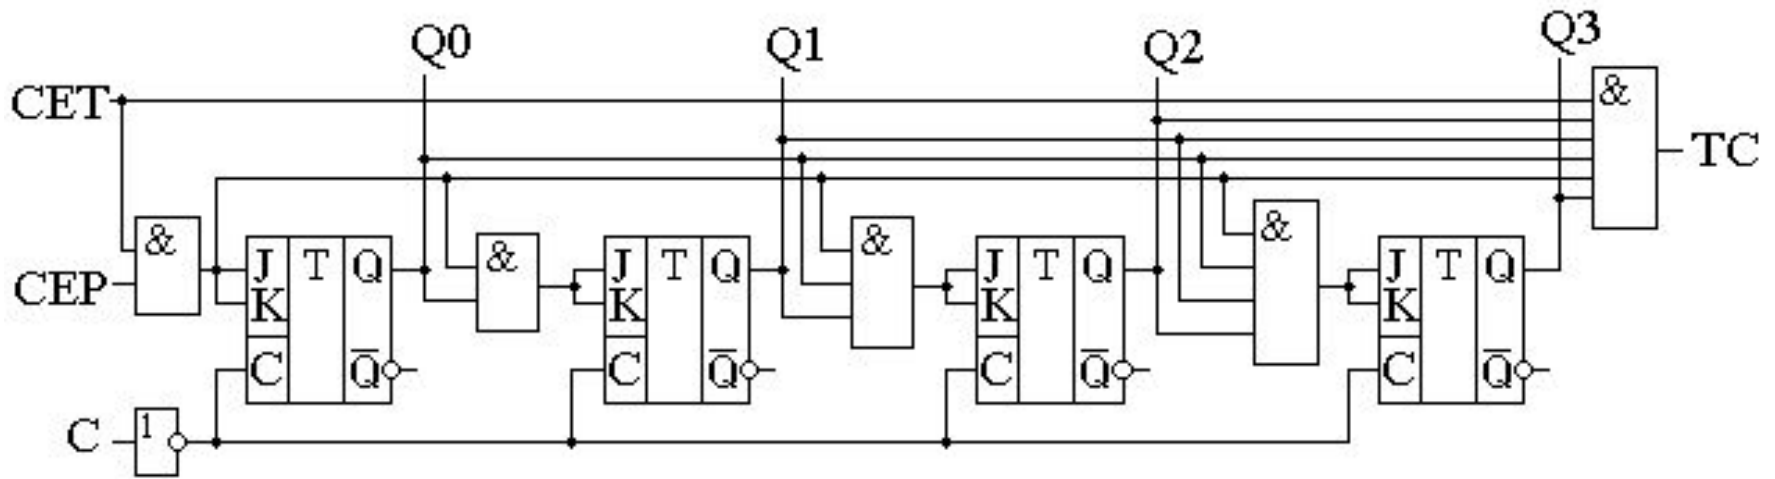 Q0 Q1 Q2 Q3
CET & TC
CEP & J T Q & J T Q & J T Q & J T Q
K K K K
C Q̅ C Q̅ C Q̅ C Q̅
C 1